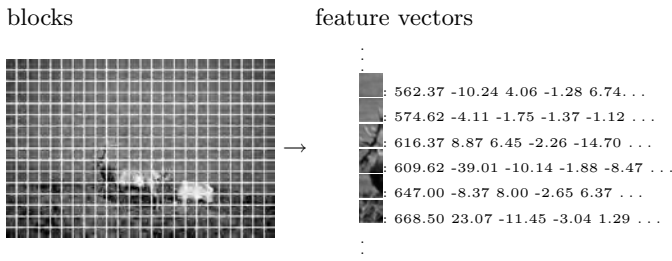 blocks
feature vectors
.
.
.
→
: 562.37 -10.24 4.06 -1.28 6.74. . .
: 574.62 -4.11 -1.75 -1.37 -1.12 . . .
: 616.37 8.87 6.45 -2.26 -14.70 . . .
: 609.62 -39.01 -10.14 -1.88 -8.47 . . .
: 647.00 -8.37 8.00 -2.65 6.37 . . .
: 668.50 23.07 -11.45 -3.04 1.29 . . .
.
.
.